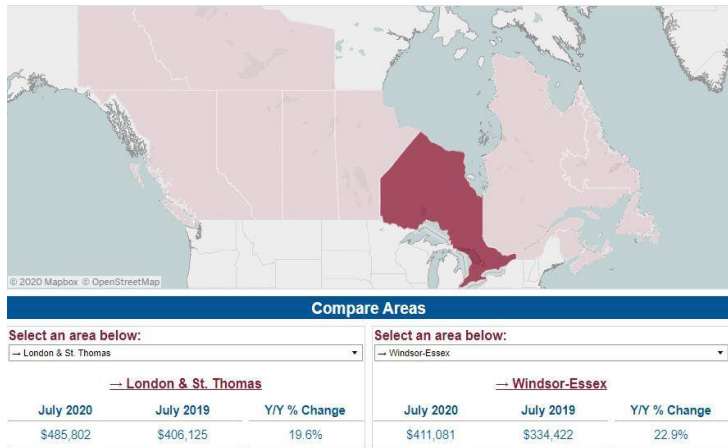 © 2020 Mapbox © OpenStreetMap
Compare Areas
Select an area below:
→ London & St. Thomas
→ London & St. Thomas
July 2020 July 2019 Y/Y % Change
$485,802 $406,125 19.6%
Select an area below:
→ Windsor-Essex
→ Windsor-Essex
July 2020 July 2019 Y/Y % Change
$411,081 $334,422 22.9%